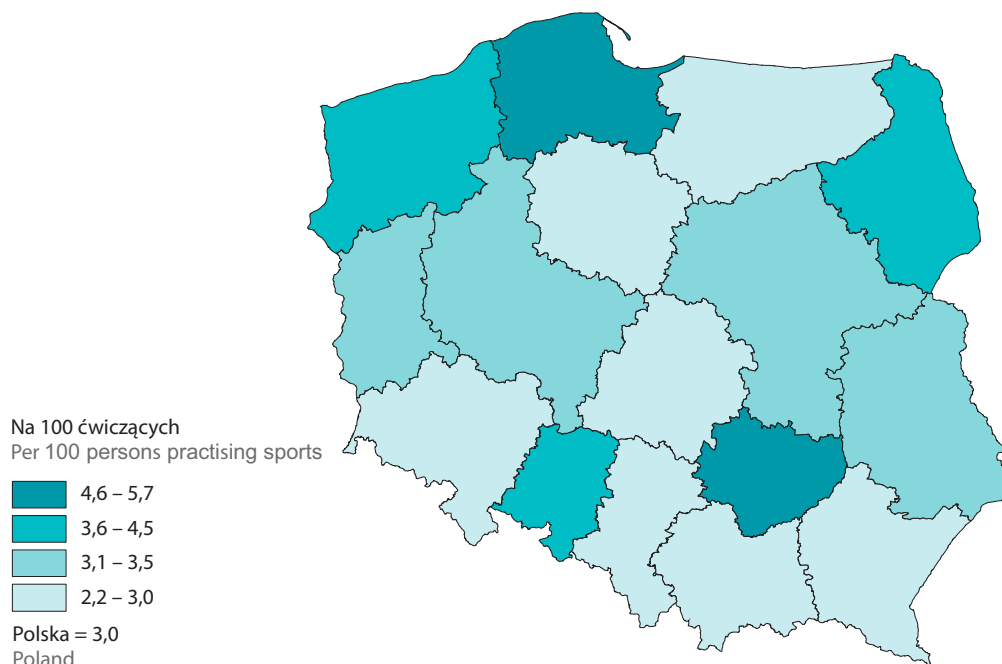 Na 100 ćwiczących
Per 100 persons practising sports
4,6 – 5,7
3,6 – 4,5
3,1 – 3,5
2,2 – 3,0
Polska = 3,0
Poland